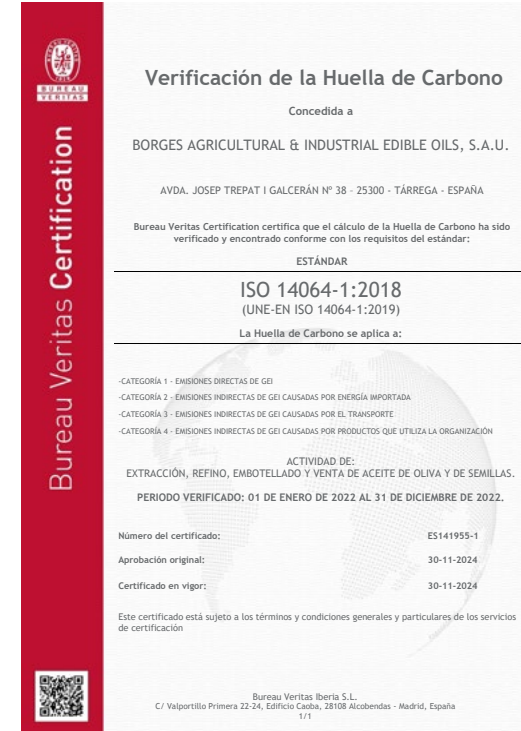 BUREAU
VERITAS
Bureau Veritas Certification
Verificación de la Huella de Carbono
Concedida a
BORGES AGRICULTURAL & INDUSTRIAL EDIBLE OILS, S.A.U.
AVDA. JOSEP TREPAT I GALCERÁN Nº 38 - 25300 - TÁRREGA - ESPAÑA
Bureau Veritas Certification certifica que el cálculo de la Huella de Carbono ha sido
verificado y encontrado conforme con los requisitos del estándar:
ESTÁNDAR
ISO 14064-1:2018
(UNE-EN ISO 14064-1:2019)
La Huella de Carbono se aplica a:
-CATEGORÍA 1 - EMISIONES DIRECTAS DE GEI
-CATEGORÍA 2 - EMISIONES INDIRECTAS DE GEI CAUSADAS POR ENERGÍA IMPORTADA
-CATEGORÍA 3 - EMISIONES INDIRECTAS DE GEI CAUSADAS POR EL TRANSPORTE
-CATEGORÍA 4 - EMISIONES INDIRECTAS DE GEI CAUSADAS POR PRODUCTOS QUE UTILIZA LA ORGANIZACIÓN
ACTIVIDAD DE:
EXTRACCIÓN, REFINO, EMBOTELLADO Y VENTA DE ACEITE DE OLIVA Y DE SEMILLAS.
PERIODO VERIFICADO: 01 DE ENERO DE 2022 AL 31 DE DICIEMBRE DE 2022.
Número del certificado: ES141955-1
Aprobación original: 30-11-2024
Certificado en vigor: 30-11-2024
Este certificado está sujeto a los términos y condiciones generales y particulares de los servicios
de certificación
Bureau Veritas Iberia S.L.
C/ Valportillo Primera 22-24, Edificio Caoba, 28108 Alcobendas - Madrid, España
1/1